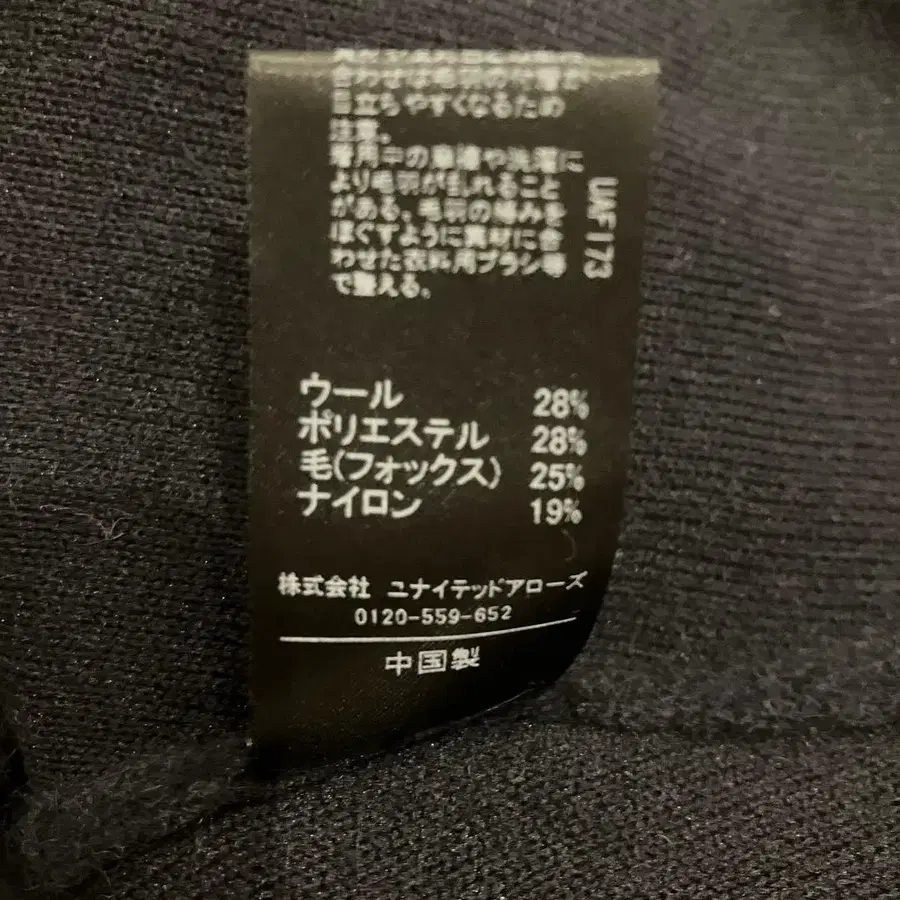 合わせは毛羽の付着が
目立ちやすくなるため
注意。
着用中の摩擦や洗濯に
より毛羽が乱れること
がある。毛羽の絡みを
ほぐすように素材に合
わせた衣料用ブラシ等
で整える。
UAF173
ウール 28%
ポリエステル 28%
毛(フォックス) 25%
ナイロン 19%
株式会社 ユナイテッドアローズ
0120-559-652
中国製